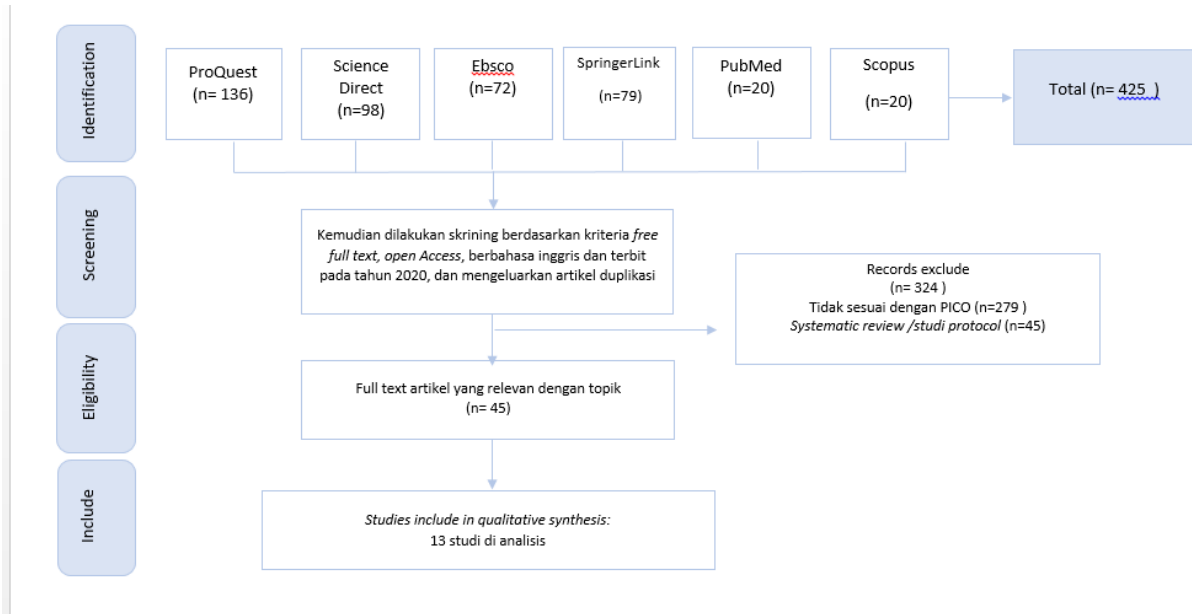 Identification
ProQuest
(n= 136)
Science
Direct
(n=98)
Ebsco
(n=72)
SpringerLink
(n=79)
PubMed
(n=20)
Scopus
(n=20)
Total (n= 425 )
Screening
Kemudian dilakukan skrining berdasarkan kriteria free
full text, open Access, berbahasa inggris dan terbit
pada tahun 2020, dan mengeluarkan artikel duplikasi
Records exclude
(n= 324 )
Tidak sesuai dengan PICO (n=279 )
Systematic review /studi protocol (n=45)
Eligibility
Full text artikel yang relevan dengan topik
(n= 45)
Include
Studies include in qualitative synthesis:
13 studi di analisis